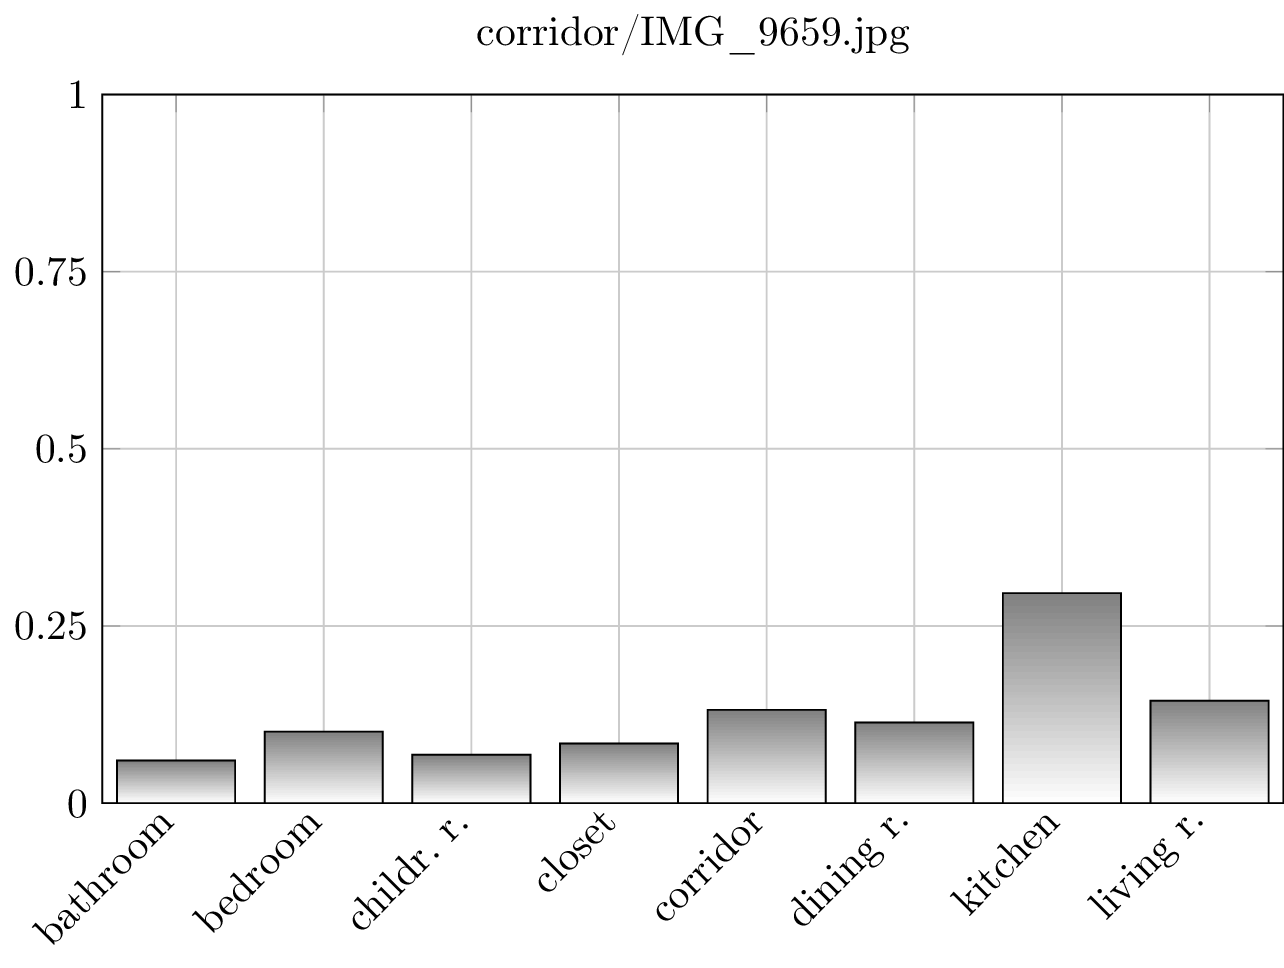 corridor/IMG_9659.jpg
1
0.75
0.5
0.25
0
bathroom
bedroom
childr. r.
closet
corridor
dining r.
kitchen
living r.